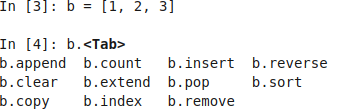 In [3]: b = [1, 2, 3]
In [4]: b.<Tab>
b.append b.count b.insert b.reverse
b.clear b.extend b.pop b.sort
b.copy b.index b.remove